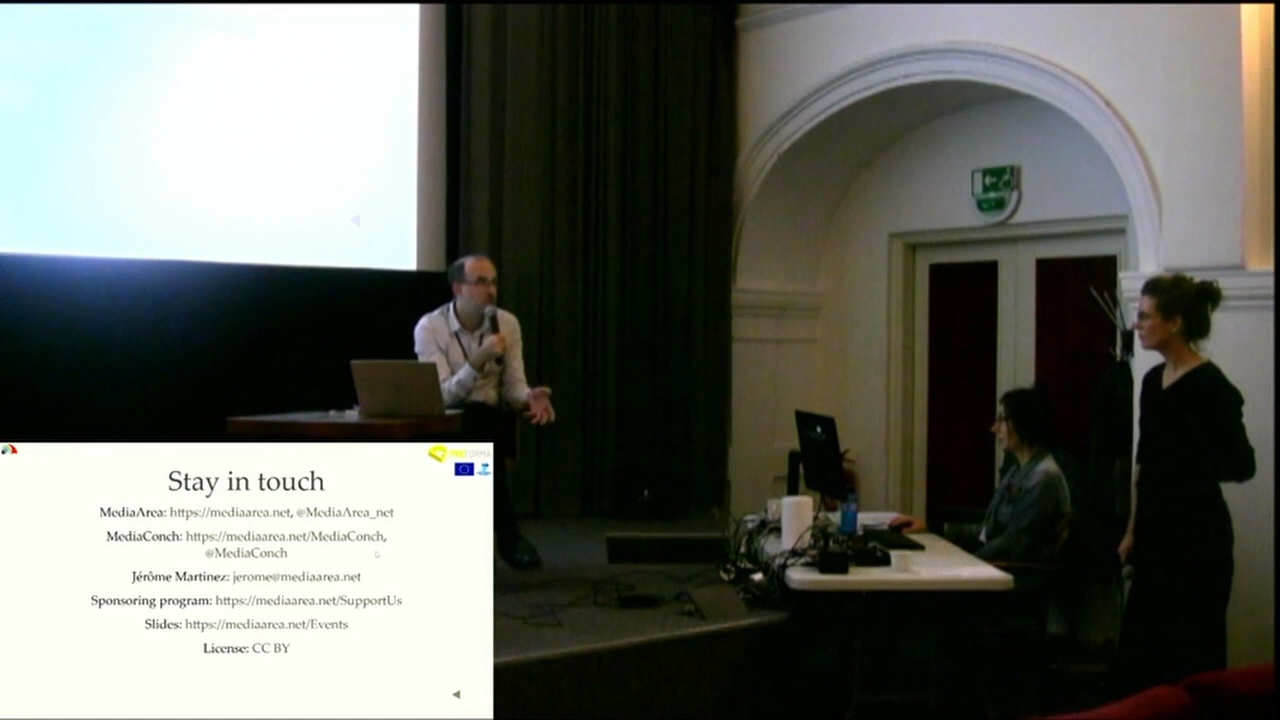 PREFORMA
Stay in touch
MediaArea: https://mediaarea.net, @MediaArea_net
MediaConch: https://mediaarea.net/MediaConch,
@MediaConch
Jérôme Martinez: jerome@mediaarea.net
Sponsoring program: https://mediaarea.net/SupportUs
Slides: https://mediaarea.net/Events
License: CC BY